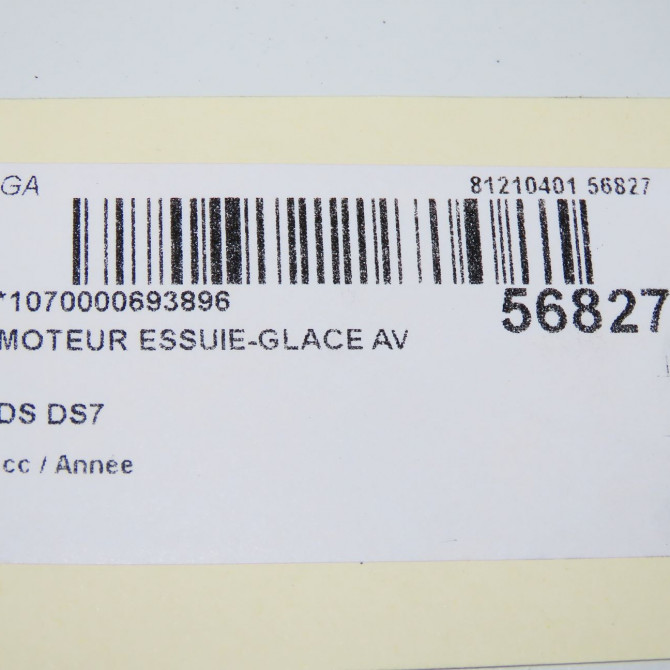 GA
81210401 56827
*1070000693896
56827
MOTEUR ESSUIE-GLACE AV
DS DS7
cc / Année